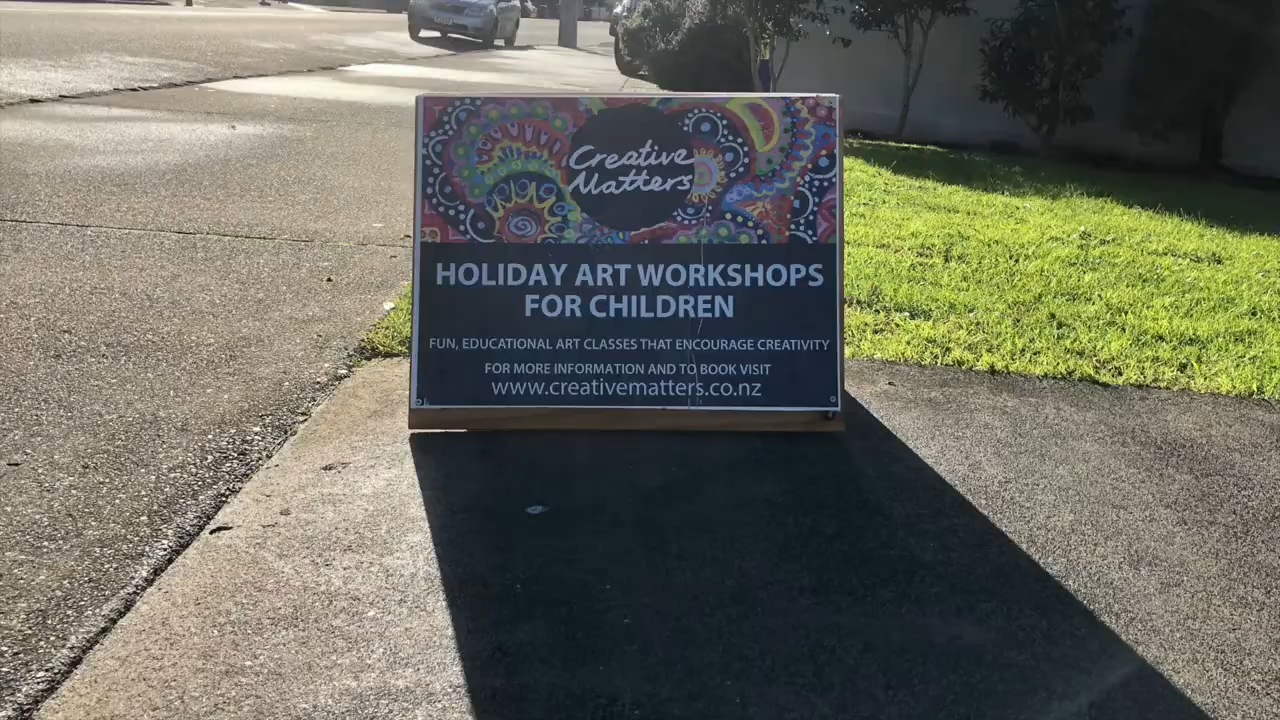 Creative
Matters
HOLIDAY ART WORKSHOPS
FOR CHILDREN
FUN, EDUCATIONAL ART CLASSES THAT ENCOURAGE CREATIVITY
FOR MORE INFORMATION AND TO BOOK VISIT
www.creativematters.co.nz